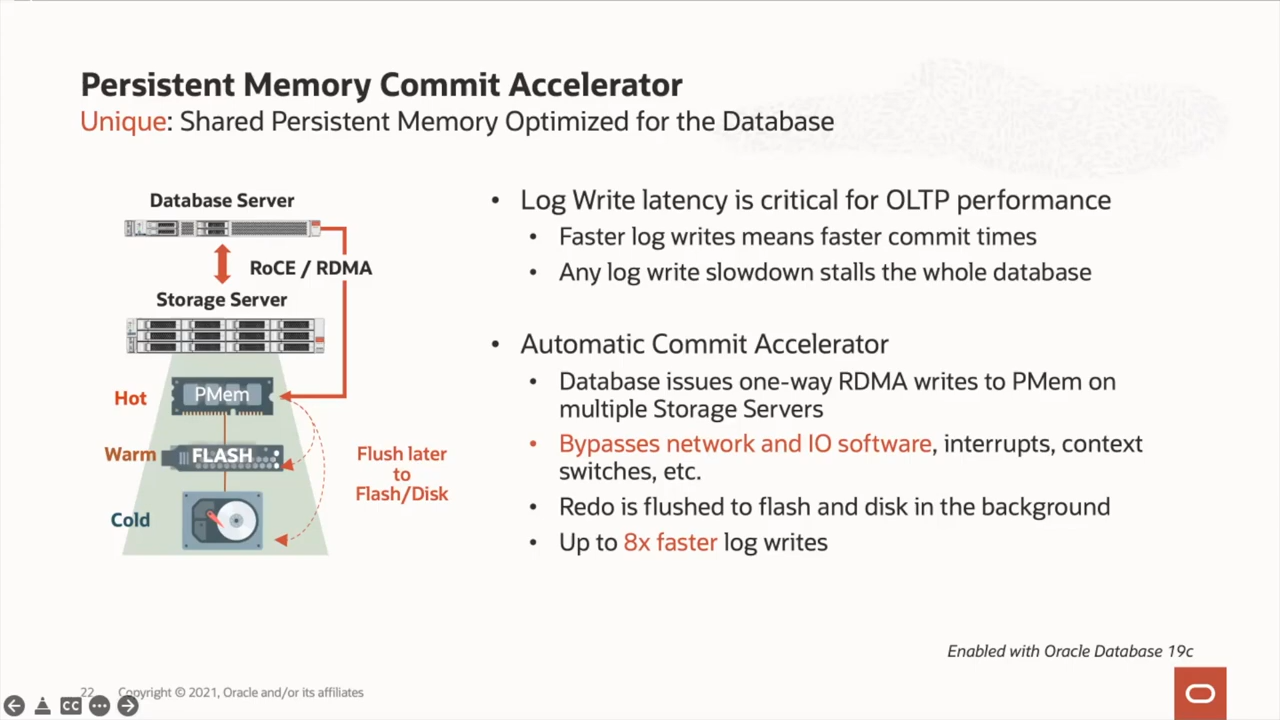 Persistent Memory Commit Accelerator
Unique: Shared Persistent Memory Optimized for the Database
Database Server
RoCE / RDMA
Storage Server
Hot
PMem
Warm
FLASH
Cold
Flush later
to
Flash/Disk
• Log Write latency is critical for OLTP performance
• Faster log writes means faster commit times
• Any log write slowdown stalls the whole database
• Automatic Commit Accelerator
• Database issues one-way RDMA writes to PMem on
multiple Storage Servers
• Bypasses network and IO software, interrupts, context
switches, etc.
• Redo is flushed to flash and disk in the background
• Up to 8x faster log writes
Enabled with Oracle Database 19c
22 Copyright © 2021, Oracle and/or its affiliates
CC